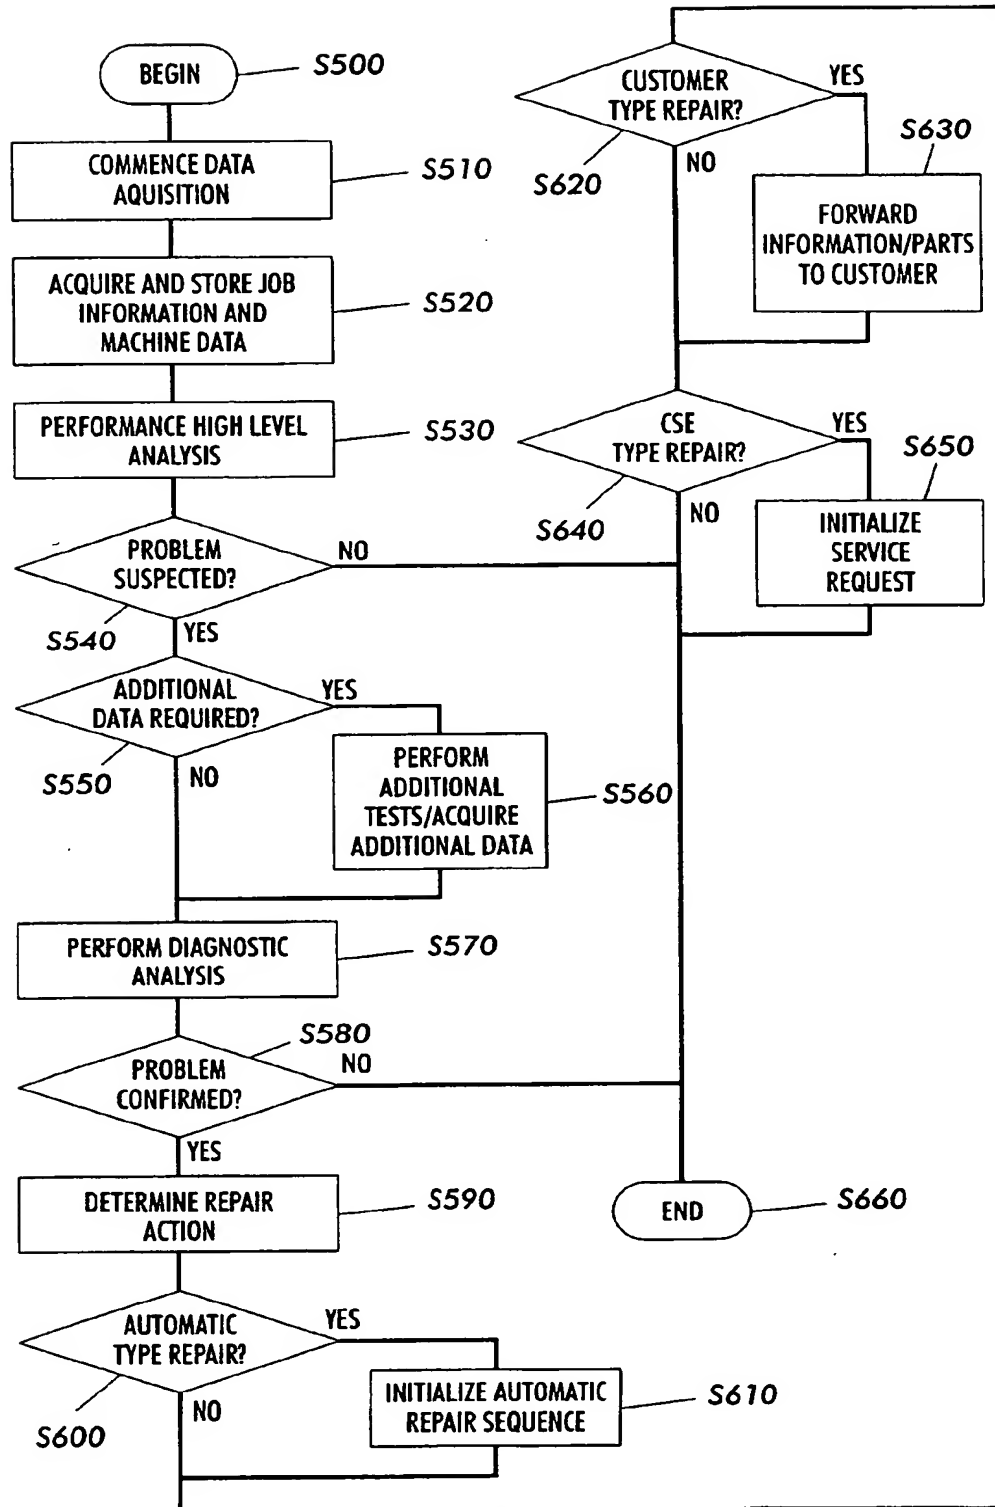 BEGIN
S500
COMMENCE DATA
AQUISITION
S510
ACQUIRE AND STORE JOB
INFORMATION AND
MACHINE DATA
S520
PERFORMANCE HIGH LEVEL
ANALYSIS
S530
PROBLEM
SUSPECTED?
NO
S540
YES
ADDITIONAL
DATA REQUIRED?
YES
S550
NO
PERFORM
ADDITIONAL
TESTS/ACQUIRE
ADDITIONAL DATA
S560
PERFORM DIAGNOSTIC
ANALYSIS
S570
S580
PROBLEM
CONFIRMED?
NO
YES
DETERMINE REPAIR
ACTION
S590
AUTOMATIC
TYPE REPAIR?
YES
S600
NO
INITIALIZE AUTOMATIC
REPAIR SEQUENCE
S610
CUSTOMER
TYPE REPAIR?
YES
S620
NO
S630
FORWARD
INFORMATION/PARTS
TO CUSTOMER
CSE
TYPE REPAIR?
YES
S640
NO
S650
INITIALIZE
SERVICE
REQUEST
END
S660